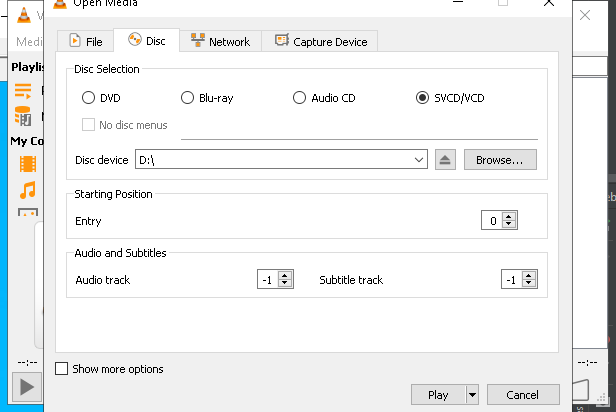 Open Media
Medi
File
Disc
Network
Capture Device
Playlis
My Co
Disc Selection
DVD
Blu-ray
Audio CD
SVCD/VCD
No disc menus
Disc device
D:\
Browse...
Starting Position
Entry
0
Audio and Subtitles
Audio track
-1
Subtitle track
-1
--:--
--:--
Show more options
Play
Cancel